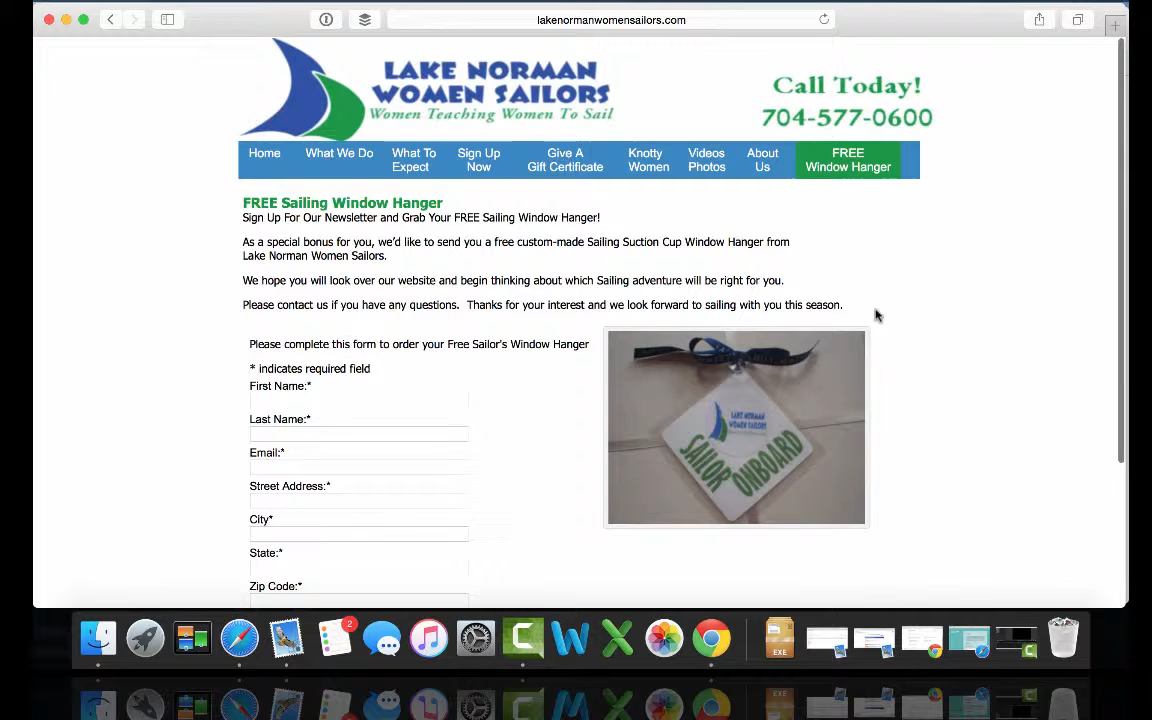 lakenormanwomensailors.com
LAKE NORMAN
WOMEN SAILORS
Women Teaching Women To Sail
Call Today!
704-577-0600
Home
What We Do
What To
Expect
Sign Up
Now
Give A
Gift Certificate
Knotty
Women
Videos
Photos
About
Us
FREE
Window Hanger
FREE Sailing Window Hanger
Sign Up For Our Newsletter and Grab Your FREE Sailing Window Hanger!
As a special bonus for you, we'd like to send you a free custom-made Sailing Suction Cup Window Hanger from
Lake Norman Women Sailors.
We hope you will look over our website and begin thinking about which Sailing adventure will be right for you.
Please contact us if you have any questions.  Thanks for your interest and we look forward to sailing with you this season.
Please complete this form to order your Free Sailor's Window Hanger
* indicates required field
First Name:*
Last Name:*
Email:*
Street Address:*
City*
State:*
Zip Code:*
LAKE NORMAN
WOMEN SAILORS
SAILOR ONBOARD
2
EXE
EXE